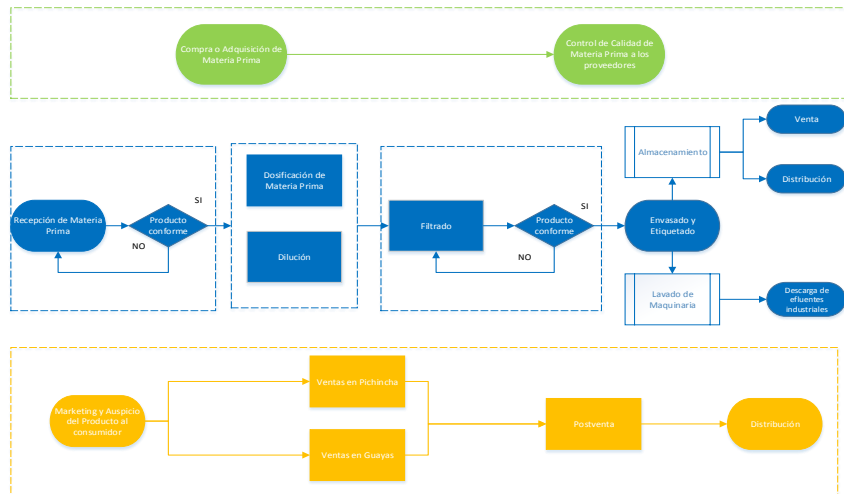 Compra o Adquisición de
Materia Prima
Control de Calidad de
Materia Prima a los
proveedores
Recepción de Materia
Prima
Producto
conforme
SI
NO
Dosificación de
Materia Prima
Dilución
Filtrado
Producto
conforme
SI
NO
Envasado y
Etiquetado
Almacenamiento
Venta
Distribución
Lavado de
Maquinaria
Descarga de
efluentes
industriales
Marketing y Auspicio
del Producto al
consumidor
Ventas en Pichincha
Ventas en Guayas
Postventa
Distribución